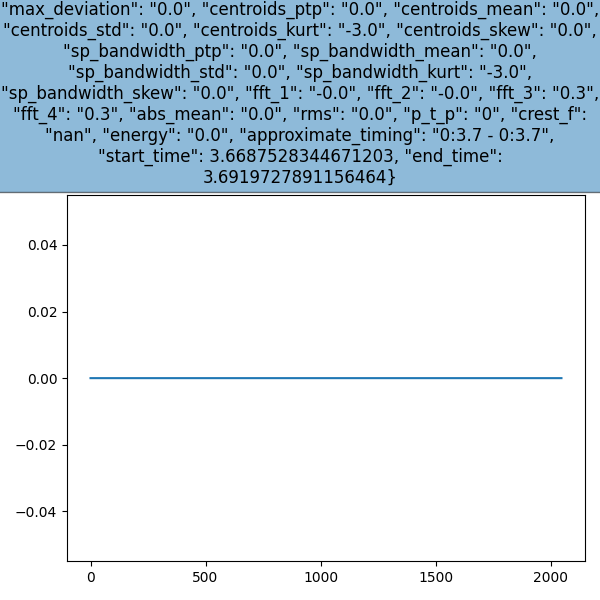 "max_deviation": "0.0", "centroids_ptp": "0.0", "centroids_mean": "0.0",
"centroids_std": "0.0", "centroids_kurt": "-3.0", "centroids_skew": "0.0",
"sp_bandwidth_ptp": "0.0", "sp_bandwidth_mean": "0.0",
"sp_bandwidth_std": "0.0", "sp_bandwidth_kurt": "-3.0",
"sp_bandwidth_skew": "0.0", "fft_1": "-0.0", "fft_2": "-0.0", "fft_3": "0.3",
"fft_4": "0.3", "abs_mean": "0.0", "rms": "0.0", "p_t_p": "0", "crest_f":
"nan", "energy": "0.0", "approximate_timing": "0:3.7 - 0:3.7",
"start_time": 3.6687528344671203, "end_time":
3.6919727891156464}
0.04
0.02
0.00
−0.02
−0.04
0 500 1000 1500 2000